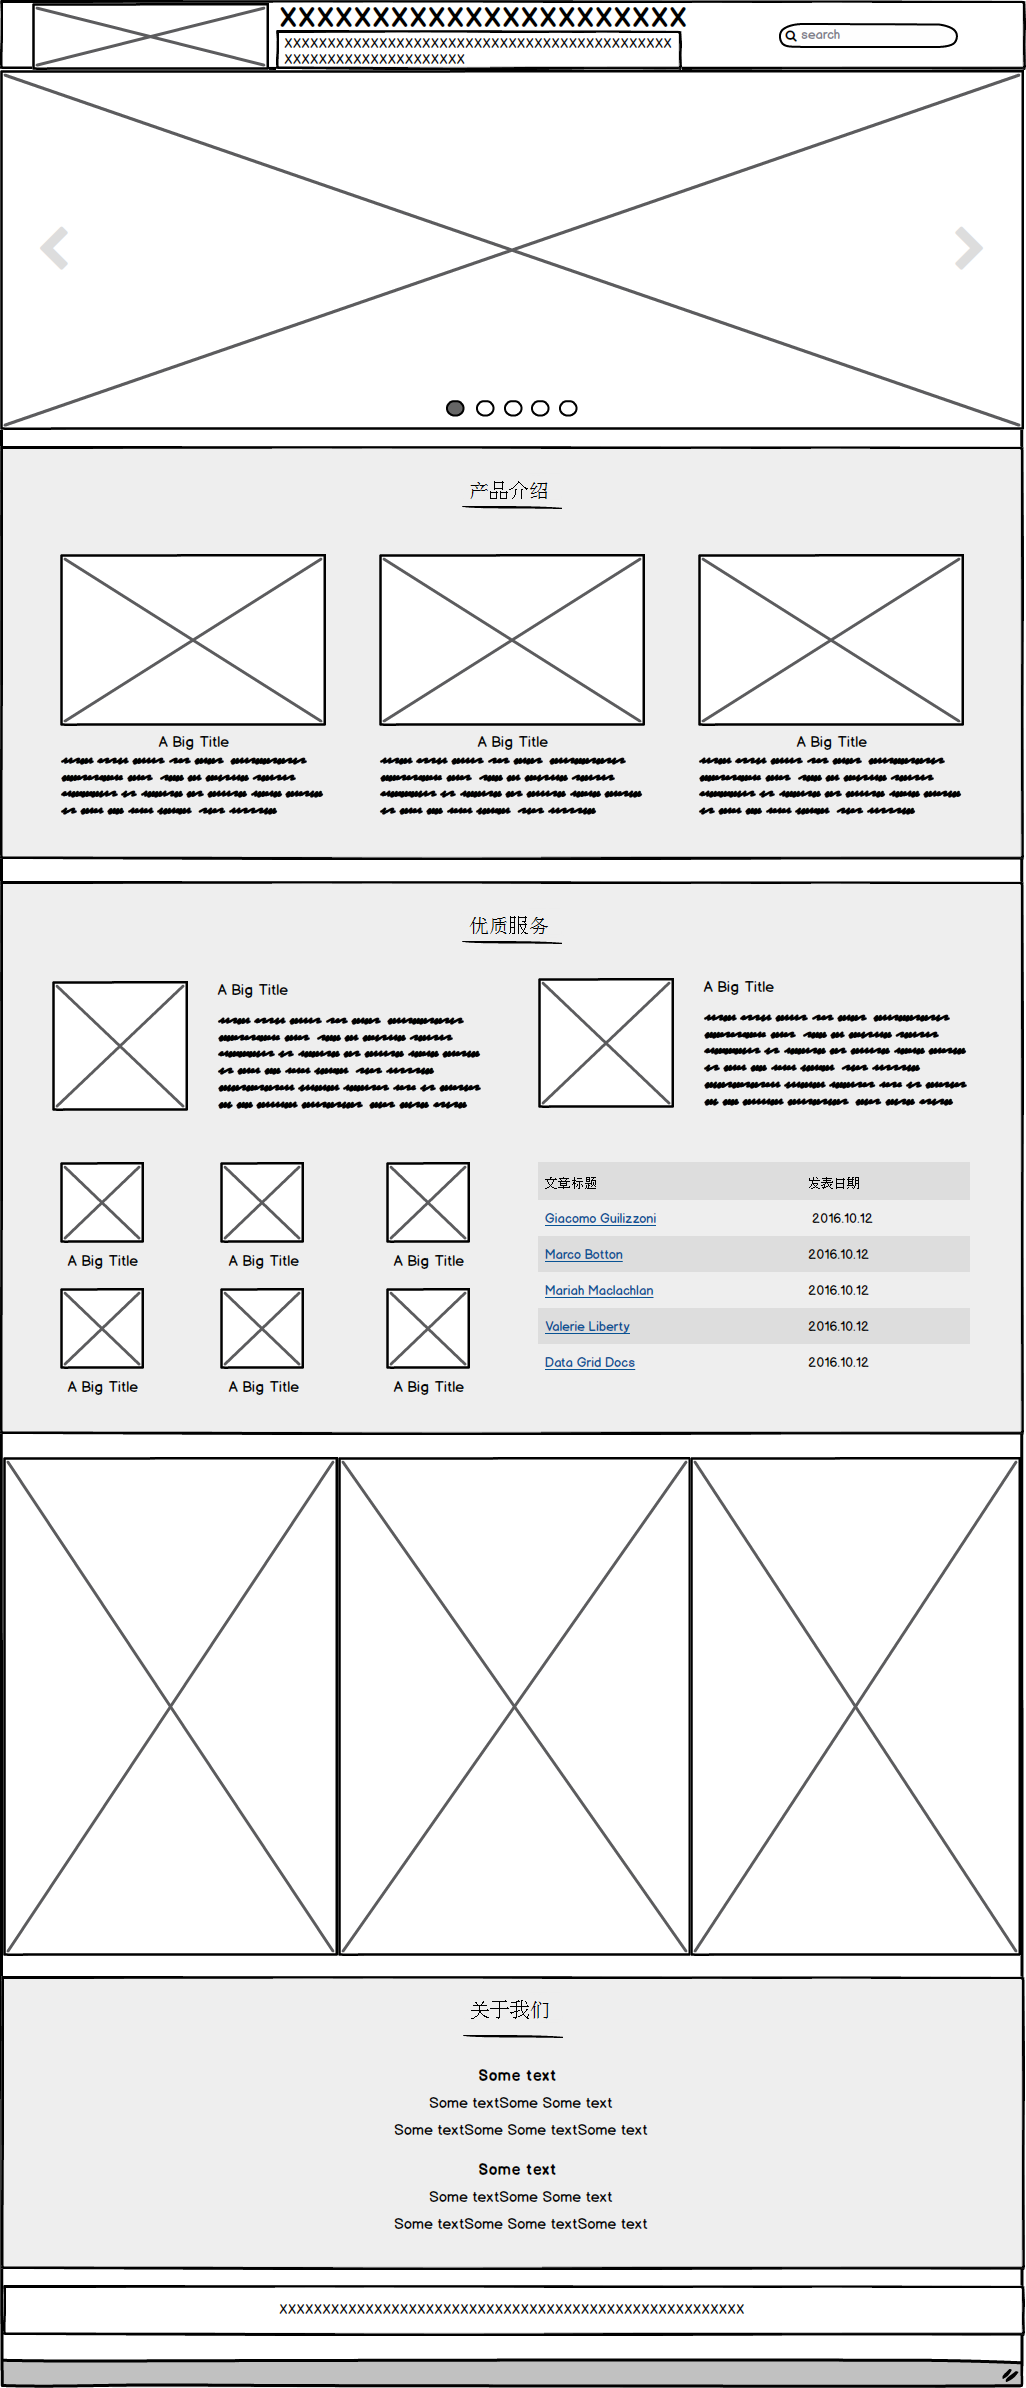 XXXXXXXXXXXXXXXXXXXXXX
XXXXXXXXXXXXXXXXXXXXXXXXXXXXXXXXXXXXXXXXXXXXX
XXXXXXXXXXXXXXXXXXXXX
search
产品介绍
A Big Title
A Big Title
A Big Title
优质服务
A Big Title
A Big Title
文章标题 发表日期
Giacomo Guilizzoni 2016.10.12
Marco Botton 2016.10.12
Mariah Maclachlan 2016.10.12
Valerie Liberty 2016.10.12
Data Grid Docs 2016.10.12
A Big Title
A Big Title
A Big Title
A Big Title
A Big Title
A Big Title
关于我们
Some text
Some textSome Some text
Some textSome Some textSome text
Some text
Some textSome Some text
Some textSome Some textSome text
XXXXXXXXXXXXXXXXXXXXXXXXXXXXXXXXXXXXXXXXXXXXXXXXXXXXXX